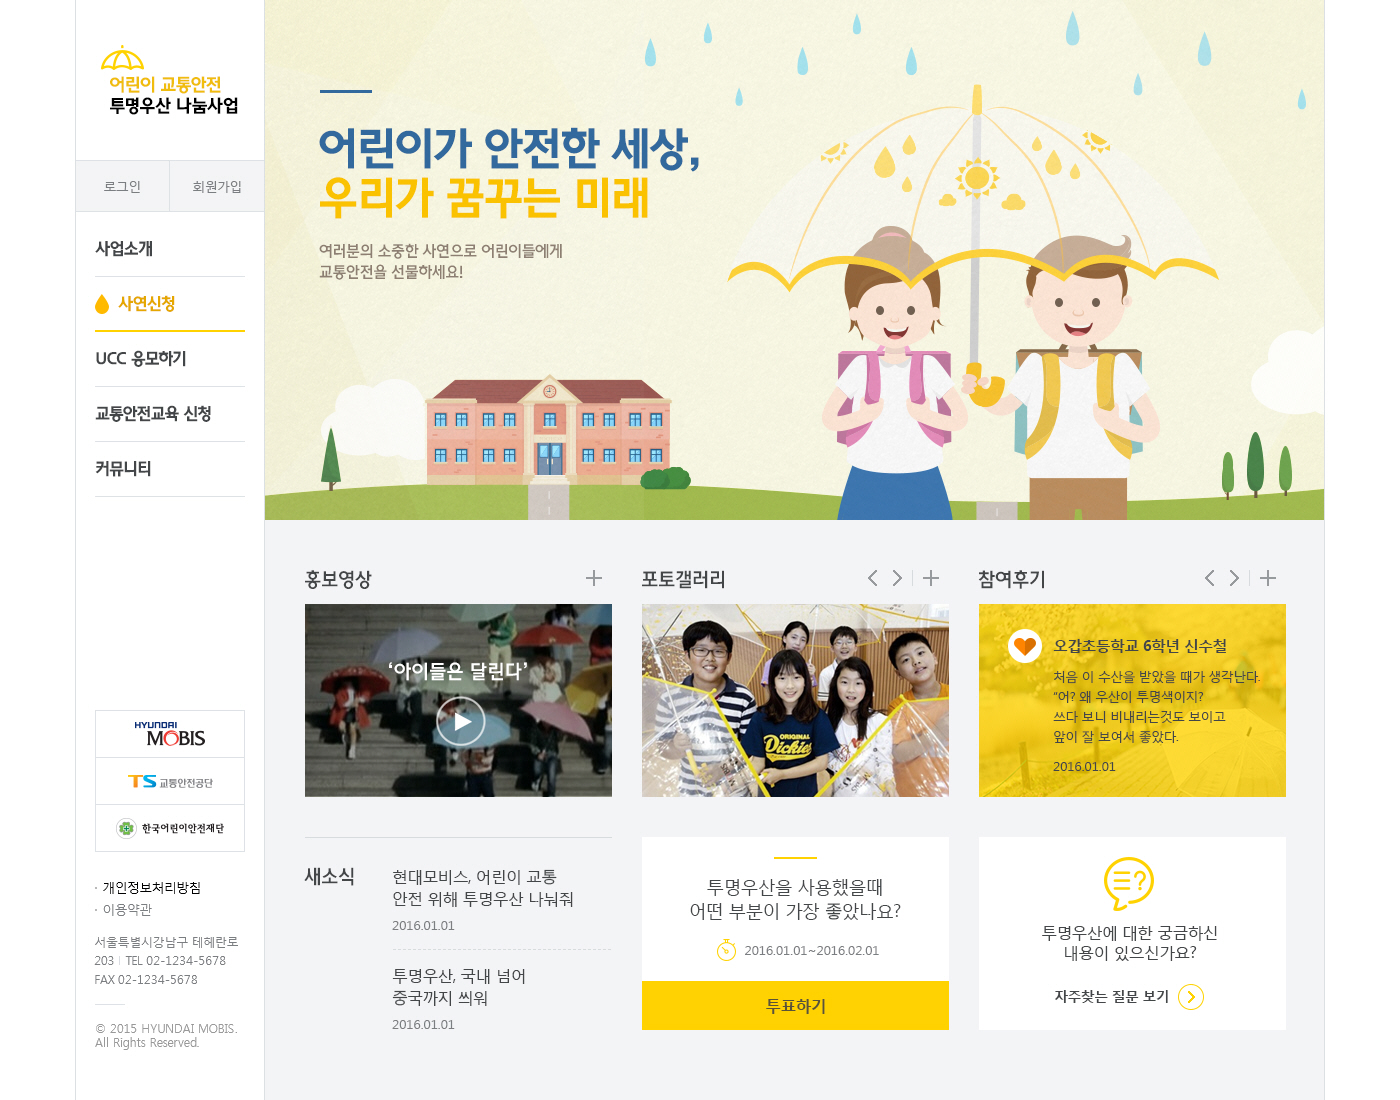 어린이 교통안전
투명우산 나눔사업
로그인
회원가입
사업소개
사연신청
UCC 응모하기
교통안전교육 신청
커뮤니티
HYUNDAI
MOBIS
TS 교통안전공단
한국어린이안전재단
· 개인정보처리방침
· 이용약관
서울특별시강남구 테헤란로
203 | TEL 02-1234-5678
FAX 02-1234-5678
© 2015 HYUNDAI MOBIS.
All Rights Reserved.
어린이가 안전한 세상,
우리가 꿈꾸는 미래
여러분의 소중한 사연으로 어린이들에게
교통안전을 선물하세요!
홍보영상
‘아이들은 달린다’
포토갤러리
ORIGINAL
Dickies
참여후기
오갑초등학교 6학년 신수철
처음 이 수산을 받았을 때가 생각난다.
“어? 왜 우산이 투명색이지?
쓰다 보니 비내리는것도 보이고
앞이 잘 보여서 좋았다.
2016.01.01
새소식
현대모비스, 어린이 교통
안전 위해 투명우산 나눠줘
2016.01.01
투명우산, 국내 넘어
중국까지 씌워
2016.01.01
투명우산을 사용했을때
어떤 부분이 가장 좋았나요?
2016.01.01~2016.02.01
투표하기
투명우산에 대한 궁금하신
내용이 있으신가요?
자주찾는 질문 보기